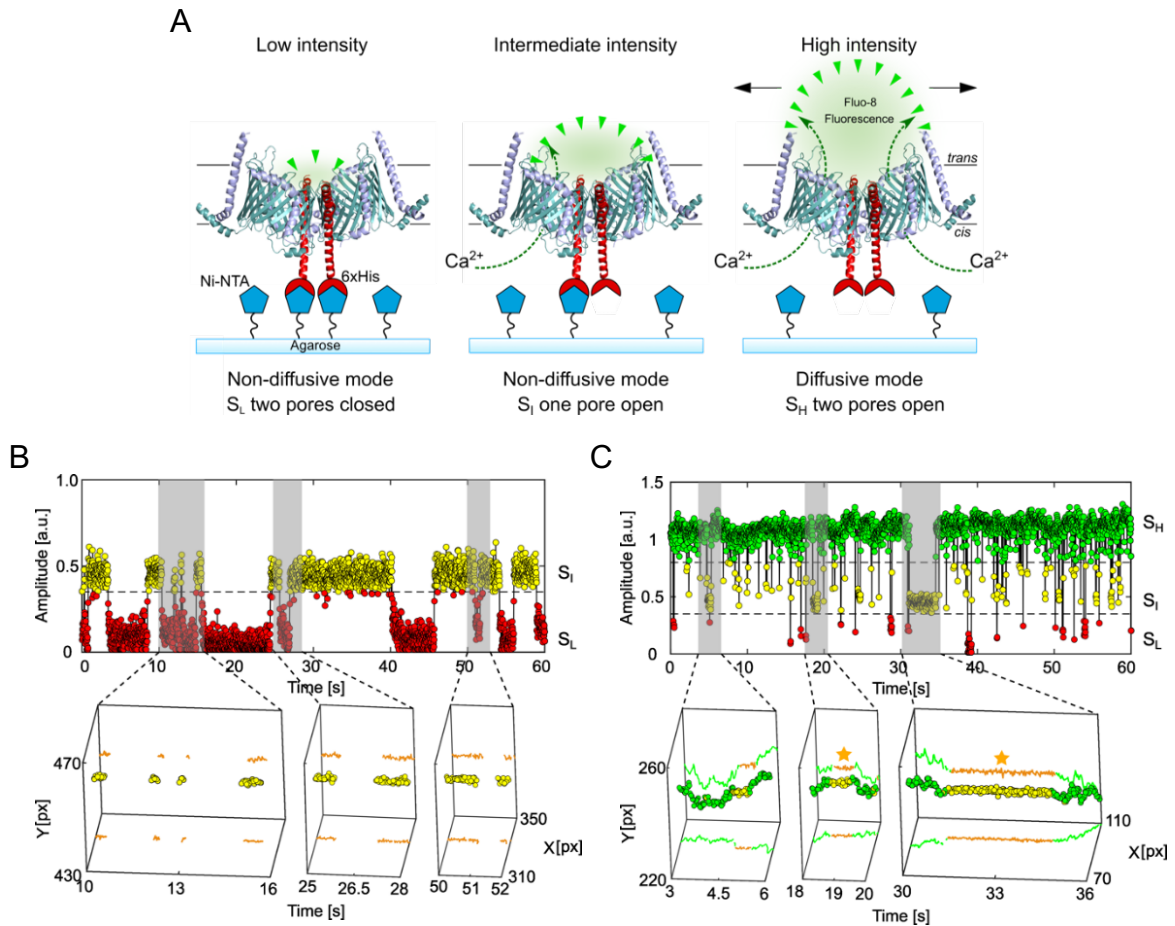 A
Low intensity
Intermediate intensity
High intensity
Fluo-8
Fluorescence
trans
cis
Ca2+
Ca2+
Ca2+
Ni-NTA
6xHis
Agarose
Non-diffusive mode
SL two pores closed
Non-diffusive mode
SI one pore open
Diffusive mode
SH two pores open
B
Amplitude [a.u.]
1.0
0.5
0
SI
SL
0 10 20 30 40 50 60
Time [s]
Y[px]
470
430
350
310
X[px]
10 13 16
25 26.5 28
50 51 52
Time [s]
C
Amplitude [a.u.]
1.5
1
0.5
0
SH
SI
SL
0 10 20 30 40 50 60
Time [s]
Y[px]
260
220
110
70
X[px]
3 4.5 6
18 19 20
30 33 36
Time [s]